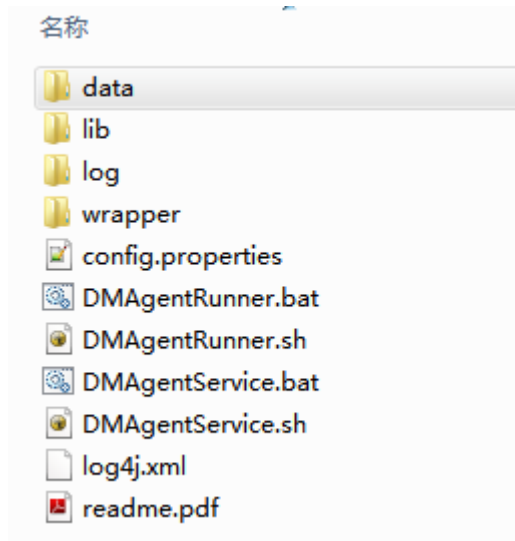 名称
data
lib
log
wrapper
config.properties
DMAgentRunner.bat
DMAgentRunner.sh
DMAgentService.bat
DMAgentService.sh
log4j.xml
readme.pdf